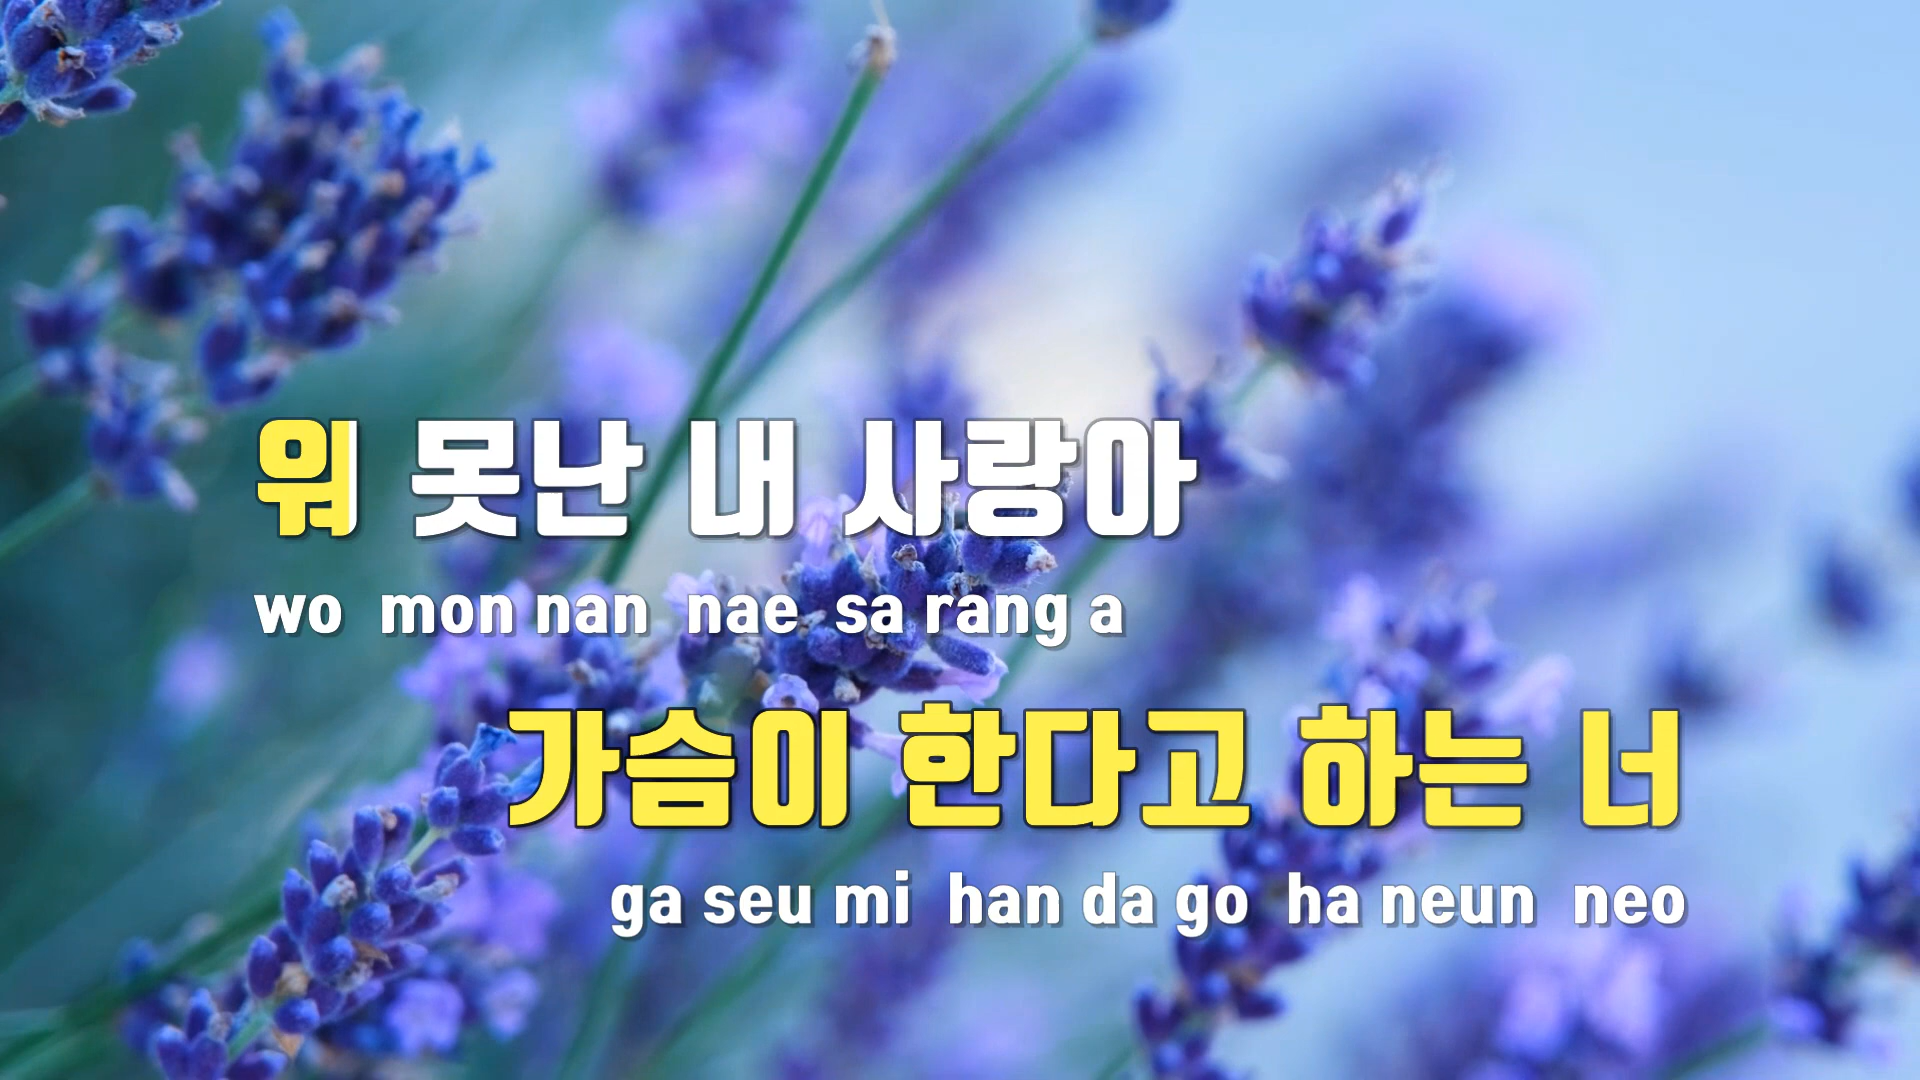 워 못난 내 사랑아
wo mon nan nae sa rang a
가슴이 한다고 하는 너
ga seu mi han da go ha neun neo